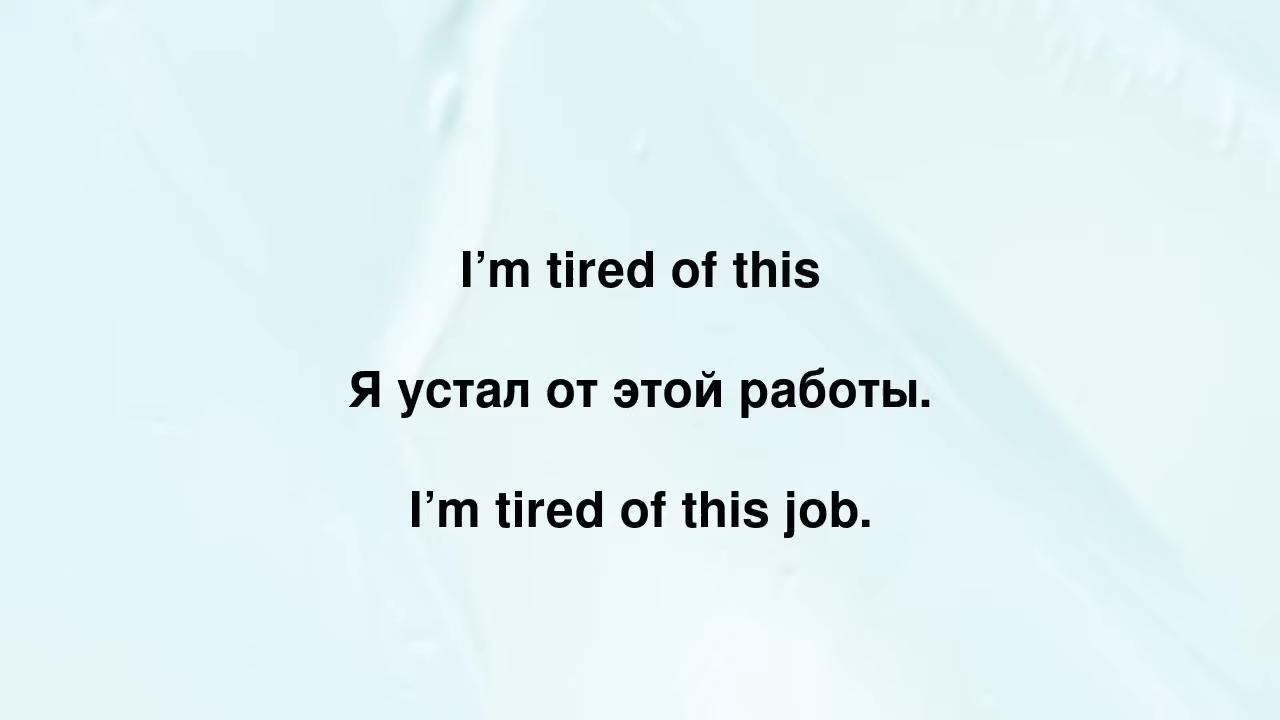 I’m tired of this
Я устал от этой работы.
I’m tired of this job.